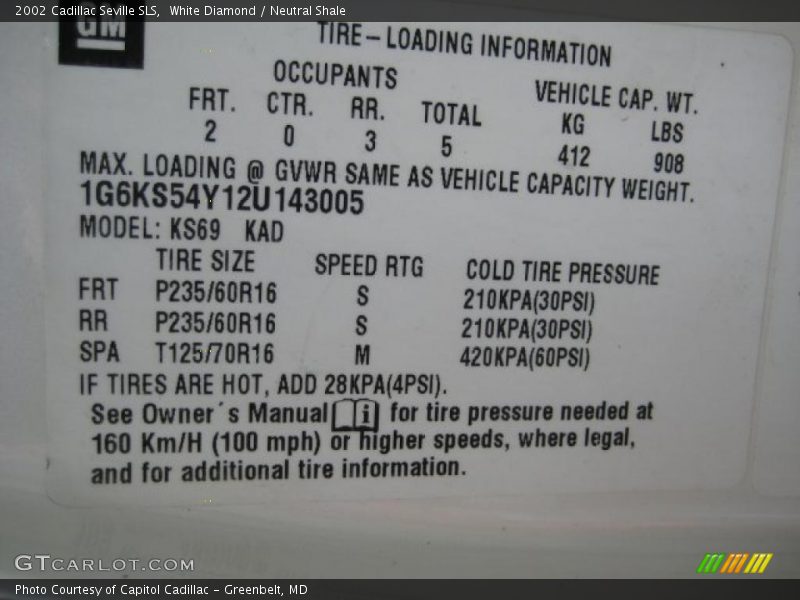 2002 Cadillac Seville SLS,  White Diamond / Neutral Shale
GM
TIRE-LOADING INFORMATION
OCCUPANTS VEHICLE CAP. WT.
FRT. CTR. RR. TOTAL KG LBS
2 0 3 5 412 908
MAX. LOADING @ GVWR SAME AS VEHICLE CAPACITY WEIGHT.
1G6KS54Y12U143005
MODEL: KS69 KAD
TIRE SIZE SPEED RTG COLD TIRE PRESSURE
FRT P235/60R16 S 210KPA(30PSI)
RR P235/60R16 S 210KPA(30PSI)
SPA T125/70R16 M 420KPA(60PSI)
IF TIRES ARE HOT, ADD 28KPA(4PSI).
See Owner´s Manual i for tire pressure needed at
160 Km/H (100 mph) or higher speeds, where legal,
and for additional tire information.
GTCARLOT.COM
Photo Courtesy of Capitol Cadillac - Greenbelt, MD